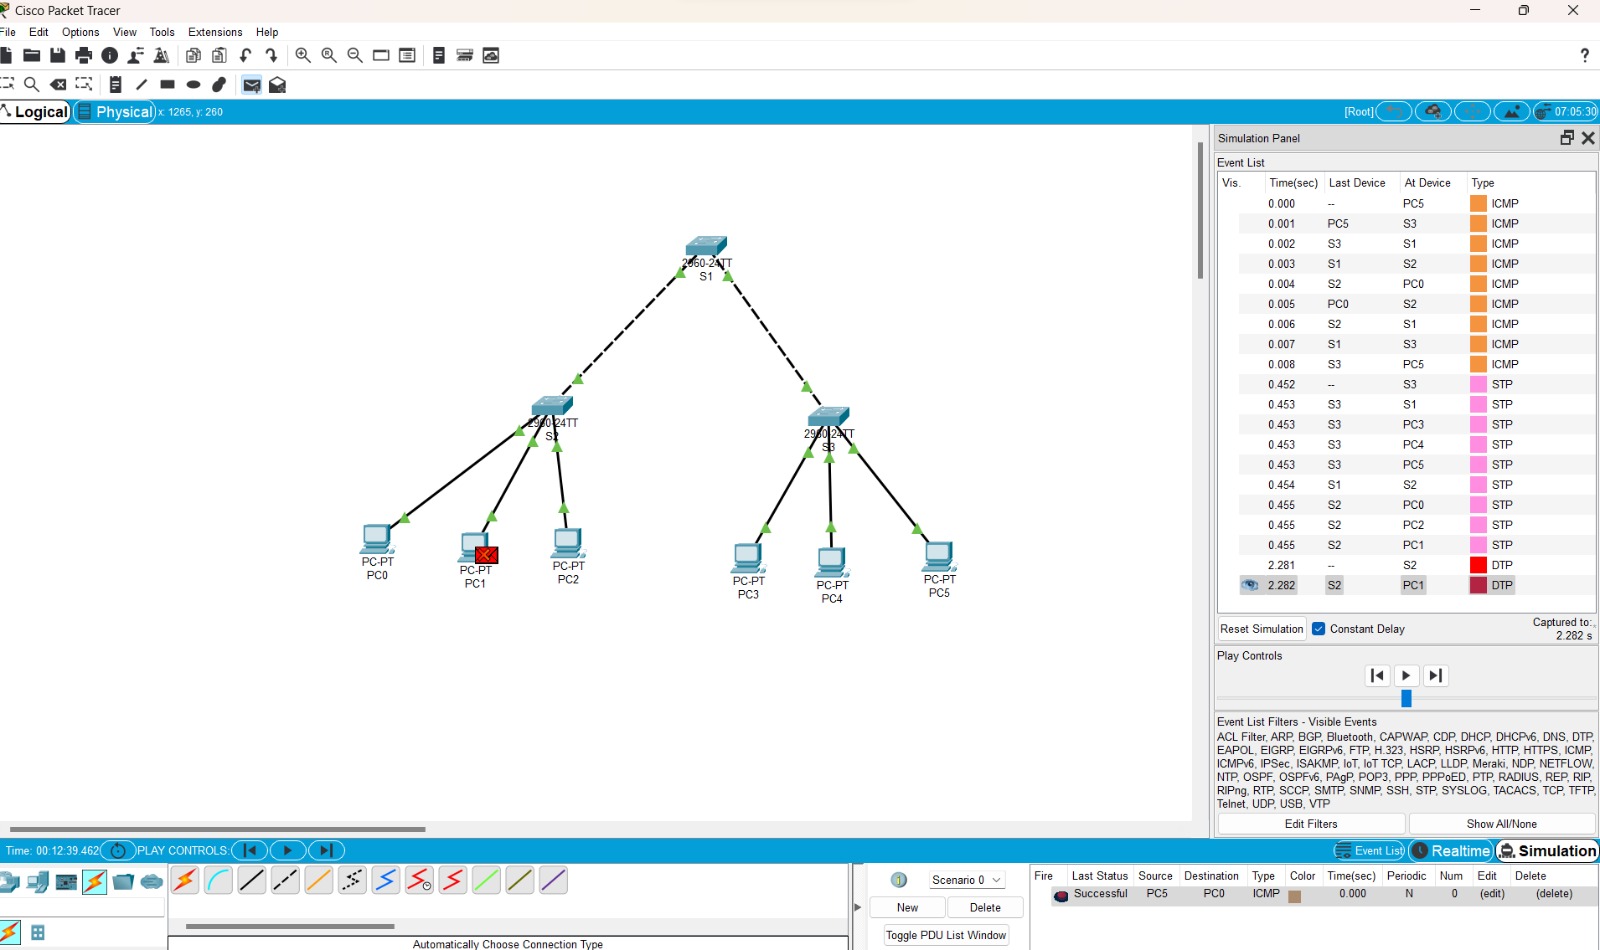 Cisco Packet Tracer
File Edit Options View Tools Extensions Help
Logical Physical x: 1265, y: 260 [Root] 07:05:30
Simulation Panel
Event List
Vis. Time(sec) Last Device At Device Type
0.000 -- PC5 ICMP
0.001 PC5 S3 ICMP
0.002 S3 S1 ICMP
0.003 S1 S2 ICMP
0.004 S2 PC0 ICMP
0.005 PC0 S2 ICMP
0.006 S2 S1 ICMP
0.007 S1 S3 ICMP
0.008 S3 PC5 ICMP
0.452 -- S3 STP
0.453 S3 S1 STP
0.453 S3 PC3 STP
0.453 S3 PC4 STP
0.453 S3 PC5 STP
0.454 S1 S2 STP
0.455 S2 PC0 STP
0.455 S2 PC2 STP
0.455 S2 PC1 STP
2.281 -- S2 DTP
2.282 S2 PC1 DTP
Reset Simulation Constant Delay Captured to:
2.282 s
Play Controls
Event List Filters - Visible Events
ACL Filter, ARP, BGP, Bluetooth, CAPWAP, CDP, DHCP, DHCPv6, DNS, DTP,
EAPOL, EIGRP, EIGRPv6, FTP, H.323, HSRP, HSRPv6, HTTP, HTTPS, ICMP,
ICMPv6, IPSec, ISAKMP, IoT, IoT TCP, LACP, LLDP, Meraki, NDP, NETFLOW,
NTP, OSPF, OSPFv6, PAgP, POP3, PPP, PPPoED, PTP, RADIUS, REP, RIP,
RIPng, RTP, SCCP, SMTP, SNMP, SSH, STP, SYSLOG, TACACS, TCP, TFTP,
Telnet, UDP, USB, VTP
Edit Filters Show All/None
2960-24TT
S1
2960-24TT
S2
2960-24TT
S3
PC-PT
PC0
PC-PT
PC1
PC-PT
PC2
PC-PT
PC3
PC-PT
PC4
PC-PT
PC5
Time: 00:12:39.462 PLAY CONTROLS: Event List Realtime Simulation
Scenario 0
New Delete
Toggle PDU List Window
Fire Last Status Source Destination Type Color Time(sec) Periodic Num Edit Delete
Successful PC5 PC0 ICMP 0.000 N 0 (edit) (delete)
Automatically Choose Connection Type